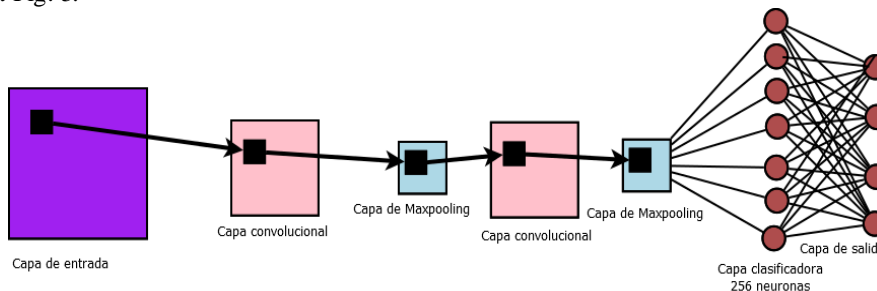 Capa de entrada
Capa convolucional
Capa de Maxpooling
Capa convolucional
Capa de Maxpooling
Capa clasificadora
256 neuronas
Capa de salid